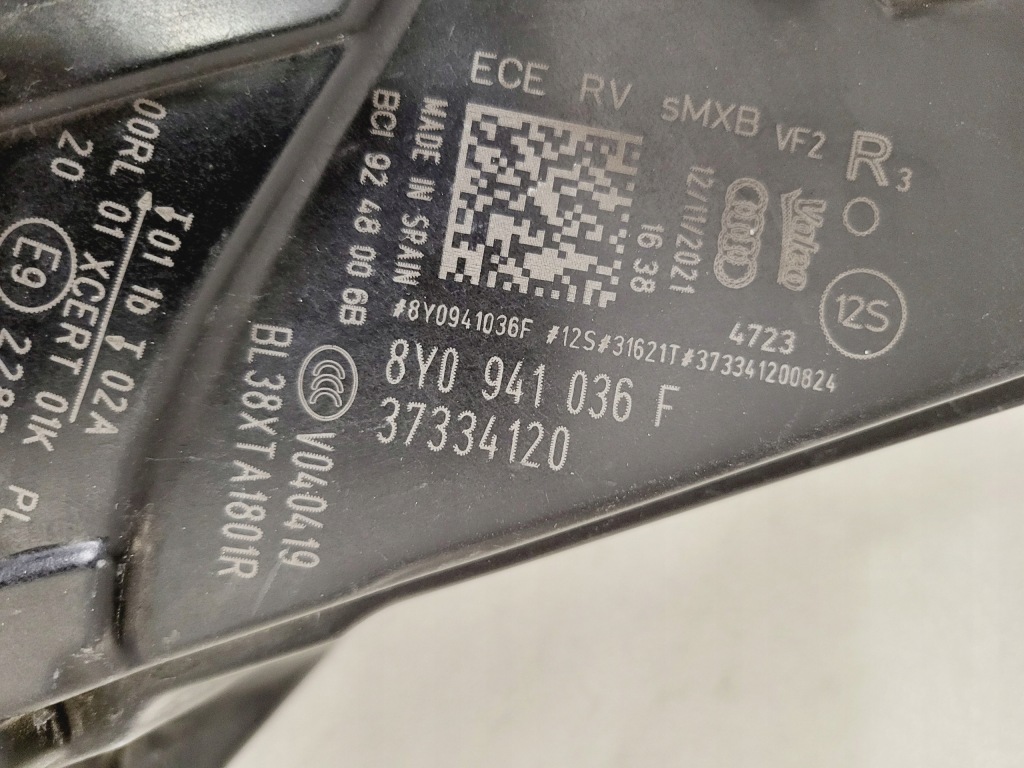 ECE RV sMXB VF2 R3
MADE IN SPAIN
BCI 92 48 00 6B
12/11/2021
16 38
Valeo
12S
4723
#8Y0941036F #12S#31621T#373341200824
8Y0 941 036 F
37334120
CCC
V040419
BL38XTA1801R
01 1b 02A
00RL 01 XCERT 01K
20 E9